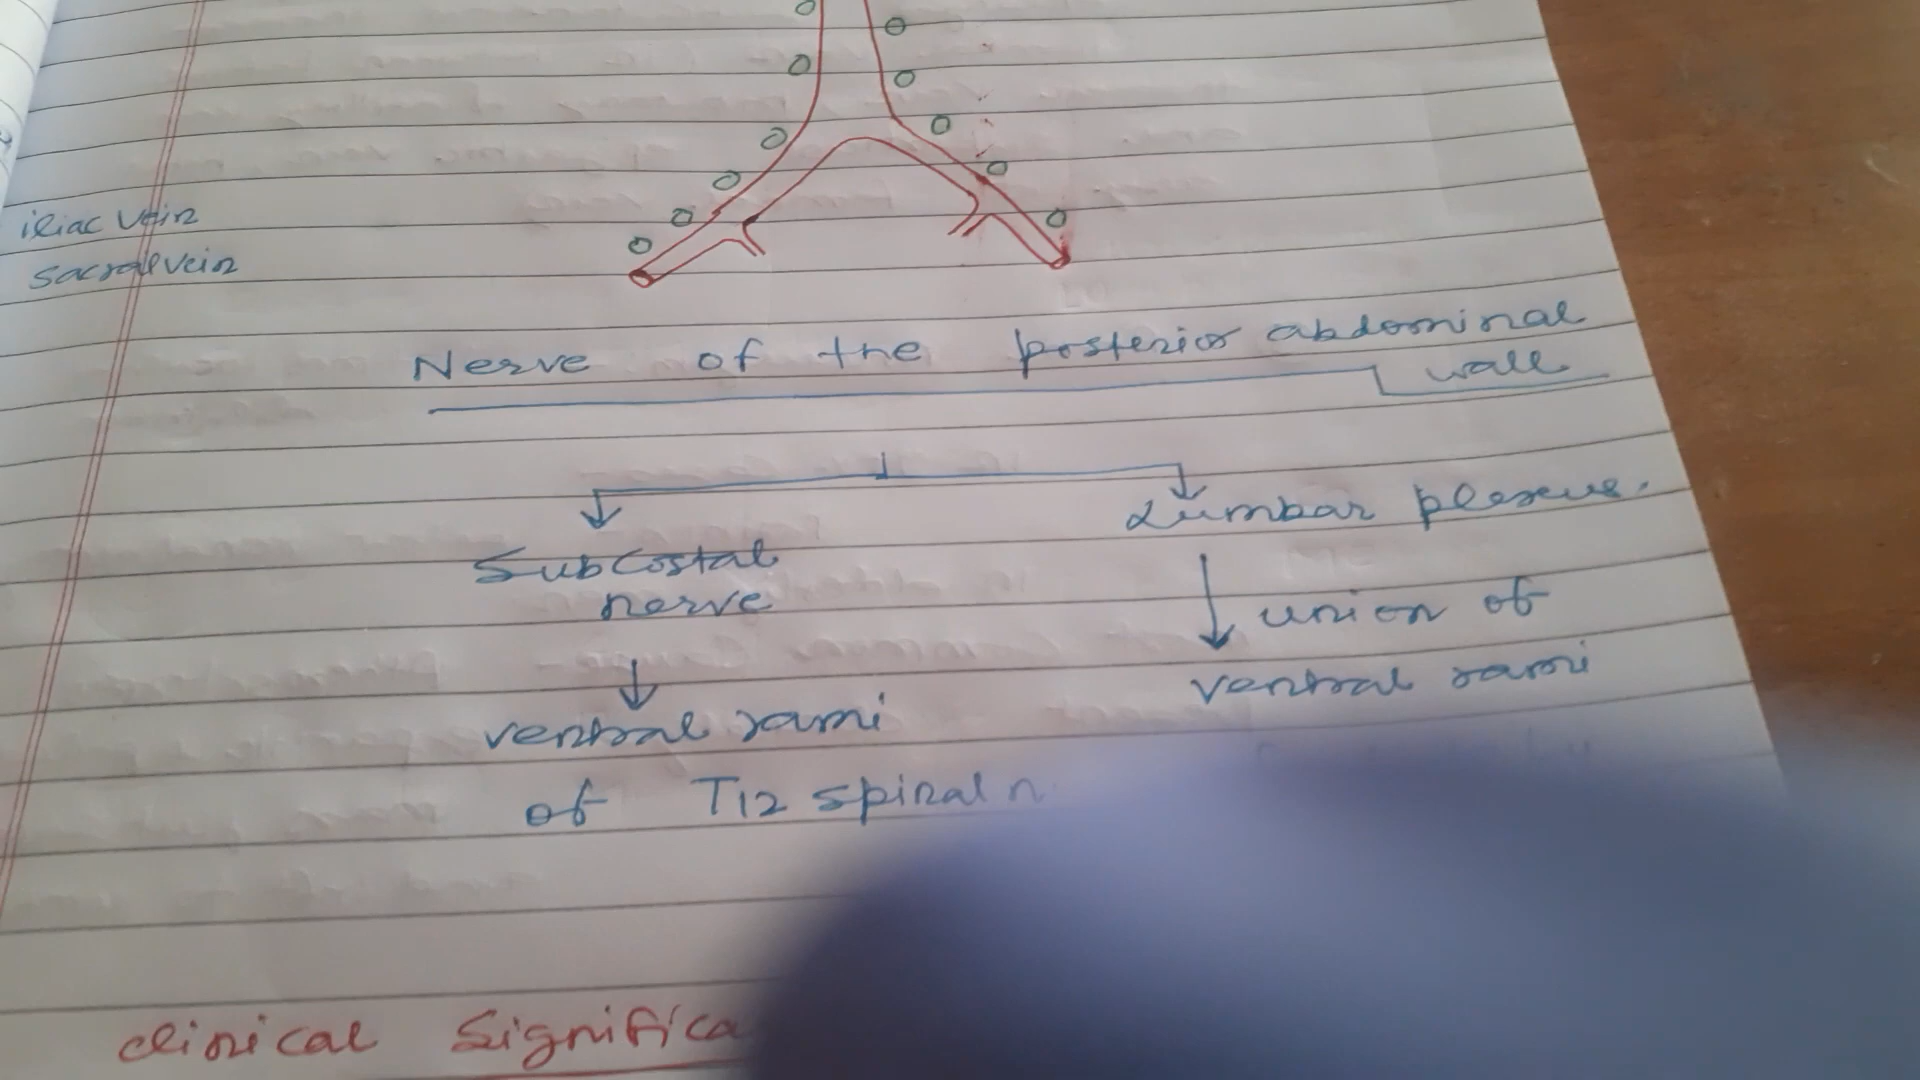 iliac vein
sacral vein
Nerve of the posterior abdominal
wall
Subcostal
nerve
ventral rami
of T12 spinal n
Lumbar plexus.
union of
ventral rami
clinical Significa